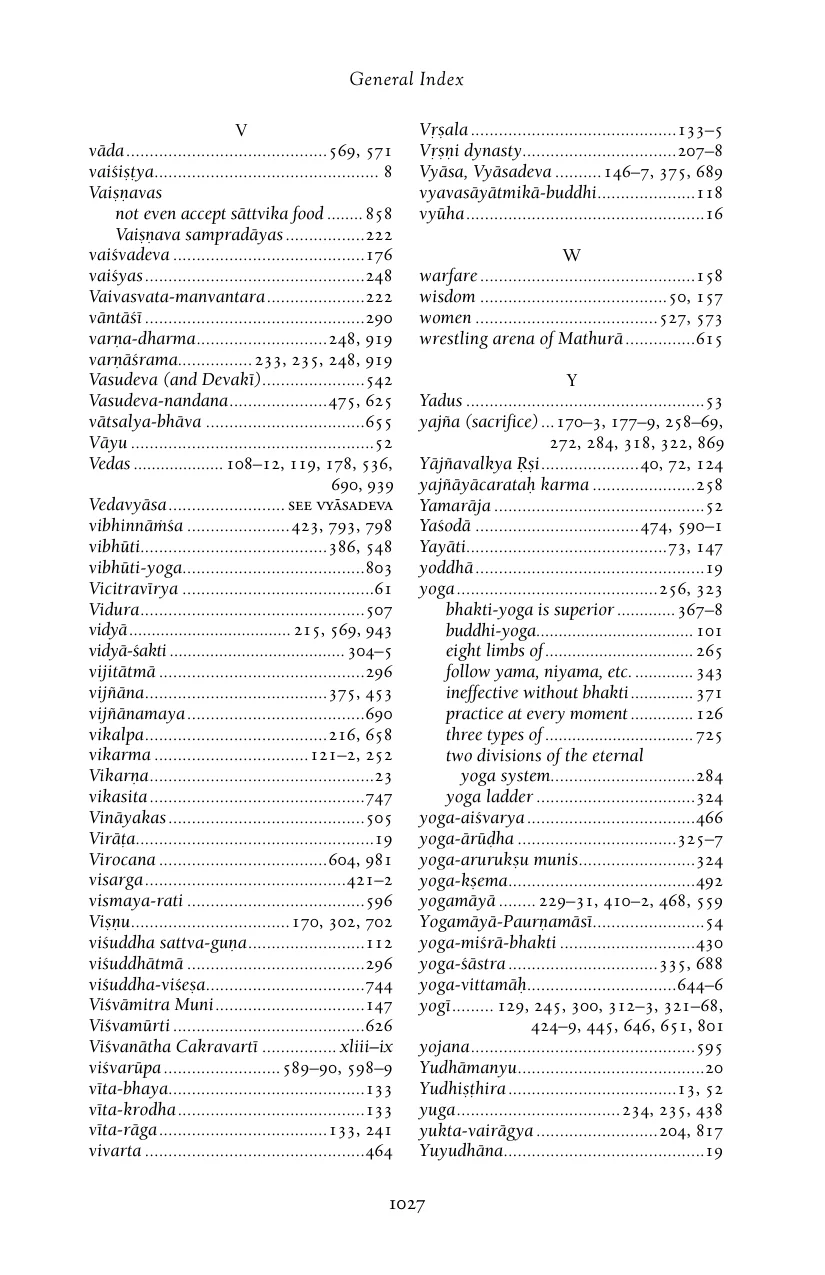 General Index
V
vāda...........................................569, 571
vaiśiṣṭya................................................ 8
Vaiṣṇavas
not even accept sāttvika food ........858
Vaiṣṇava sampradāyas .................222
vaiśvadeva .........................................176
vaiśyas ...............................................248
Vaivasvata-manvantara.....................222
vāntāśī ...............................................290
varṇa-dharma............................248, 919
varṇāśrama................ 233, 235, 248, 919
Vasudeva (and Devakī)......................542
Vasudeva-nandana.....................475, 625
vātsalya-bhāva ..................................655
Vāyu ....................................................52
Vedas ................... 108–12, 119, 178, 536,
690, 939
Vedavyāsa......................... SEE VYĀSADEVA
vibhinnāṁśa ......................423, 793, 798
vibhūti........................................386, 548
vibhūti-yoga.......................................803
Vicitravīrya .........................................61
Vidura................................................507
vidyā................................... 215, 569, 943
vidyā-śakti ..................................... 304–5
vijitātmā ............................................296
vijñāna.......................................375, 453
vijñānamaya......................................690
vikalpa.......................................216, 658
vikarma ................................. 121–2, 252
Vikarṇa................................................23
vikasita ..............................................747
Vināyakas..........................................505
Virāṭa...................................................19
Virocana ....................................604, 981
visarga...........................................421–2
vismaya-rati ......................................596
Viṣṇu.................................. 170, 302, 702
viśuddha sattva-guṇa.........................112
viśuddhātmā ......................................296
viśuddha-viśeṣa..................................744
Viśvāmitra Muni................................147
Viśvamūrti .........................................626
Viśvanātha Cakravartī ................ xliii–ix
viśvarūpa ......................... 589–90, 598–9
vīta-bhaya..........................................133
vīta-krodha........................................133
vīta-rāga....................................133, 241
vivarta ...............................................464
Vṛṣala ............................................133–5
Vṛṣṇi dynasty.................................207–8
Vyāsa, Vyāsadeva .......... 146–7, 375, 689
vyavasāyātmikā-buddhi.....................118
vyūha...................................................16
W
warfare ..............................................158
wisdom ........................................50, 157
women .......................................527, 573
wrestling arena of Mathurā...............615
Y
Yadus ...................................................53
yajña (sacrifice) ... 170–3, 177–9, 258–69,
272, 284, 318, 322, 869
Yājñavalkya Ṛṣi.....................40, 72, 124
yajñāyācarataḥ karma ......................258
Yamarāja .............................................52
Yaśodā ...................................474, 590–1
Yayāti...........................................73, 147
yoddhā.................................................19
yoga...........................................256, 323
bhakti-yoga is superior ............ 367–8
buddhi-yoga................................. 101
eight limbs of ................................ 265
follow yama, niyama, etc. ............. 343
ineffective without bhakti............. 371
practice at every moment ............. 126
three types of ................................ 725
two divisions of the eternal
yoga system...............................284
yoga ladder ..................................324
yoga-aiśvarya ....................................466
yoga-ārūḍha ..................................325–7
yoga-arurukṣu munis.........................324
yoga-kṣema........................................492
yogamāyā ........ 229–31, 410–2, 468, 559
Yogamāyā-Paurṇamāsī........................54
yoga-miśrā-bhakti .............................430
yoga-śāstra ................................335, 688
yoga-vittamāḥ................................644–6
yogī......... 129, 245, 300, 312–3, 321–68,
424–9, 445, 646, 651, 801
yojana................................................595
Yudhāmanyu........................................20
Yudhiṣṭhira .....................................13, 52
yuga...................................234, 235, 438
yukta-vairāgya ..........................204, 817
Yuyudhāna...........................................19
1027